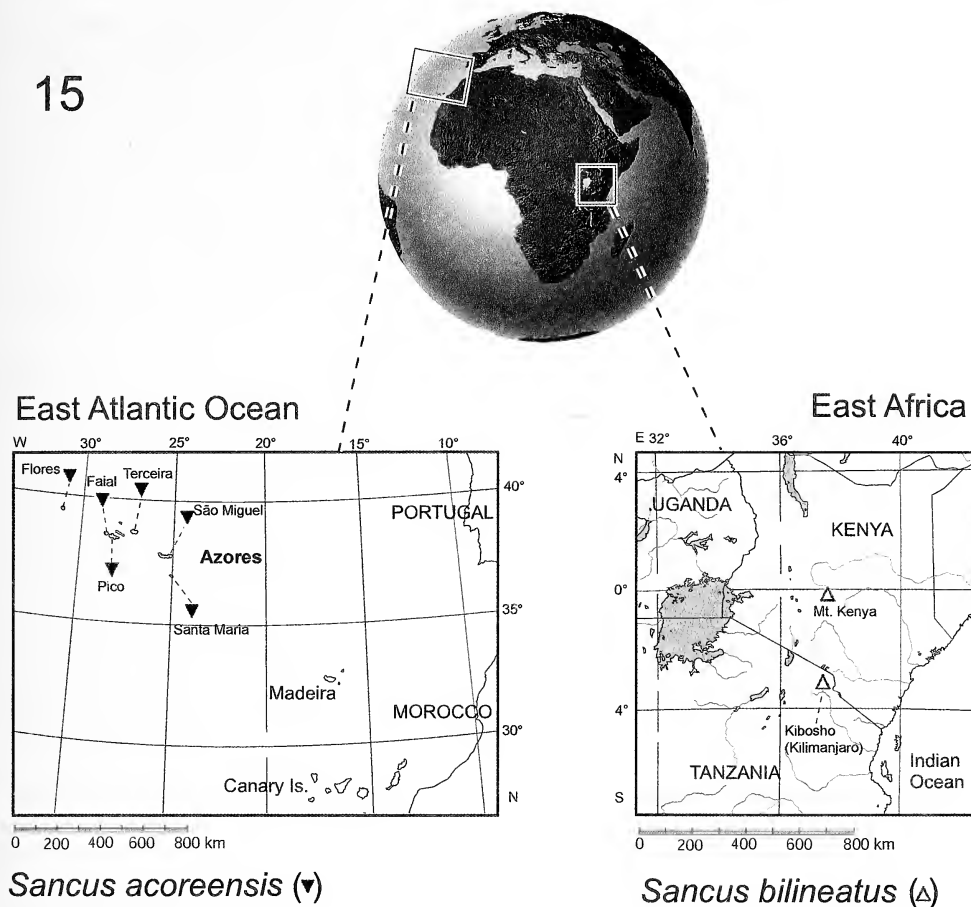 15
East Atlantic Ocean
W 30° 25° 20° 15° 10°
Flores
Faial
Terceira
São Miguel
Azores
Pico
Santa Maria
40°
PORTUGAL
35°
Madeira
MOROCCO
30°
Canary Is.
N
0 200 400 600 800 km
Sancus acoreensis (▼)
East Africa
E 32° 36° 40°
N
4°
UGANDA
KENYA
0°
Mt. Kenya
4°
Kibosho
(Kilimanjaro)
TANZANIA
Indian
Ocean
S
0 200 400 600 800 km
Sancus bilineatus (△)